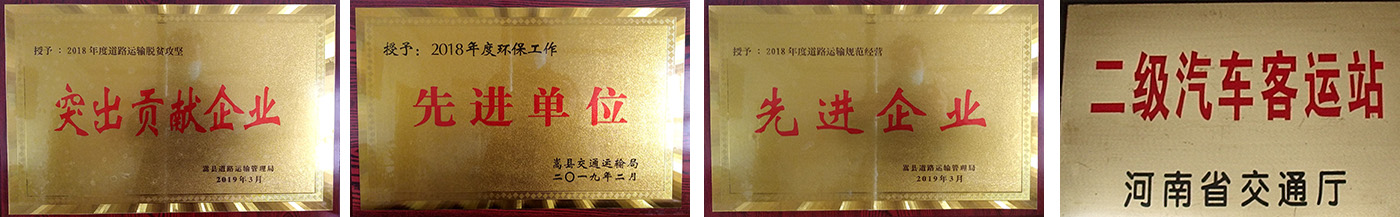 授予：2018年度道路运输脱贫攻坚
突出贡献企业
嵩县道路运输管理局
2019年3月
授予：2018年度环保工作
先进单位
嵩县交通运输局
二〇一九年二月
授予：2018年度道路运输规范经营
先进企业
嵩县道路运输管理局
2019年3月
二级汽车客运站
河南省交通厅